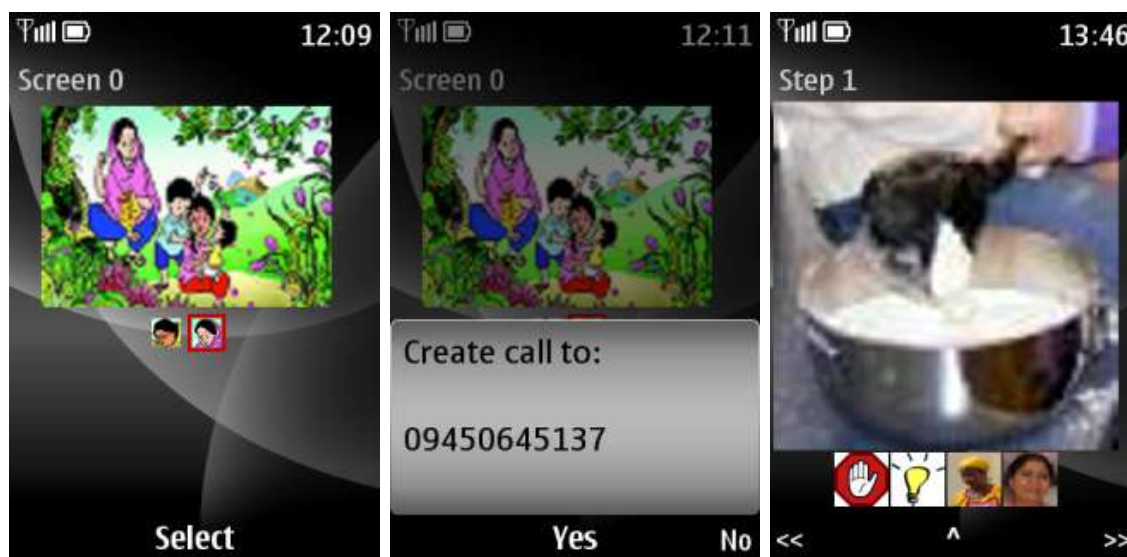 12:09
Screen 0
Select
12:11
Screen 0
Create call to:
09450645137
Yes No
13:46
Step 1
<< ^ >>